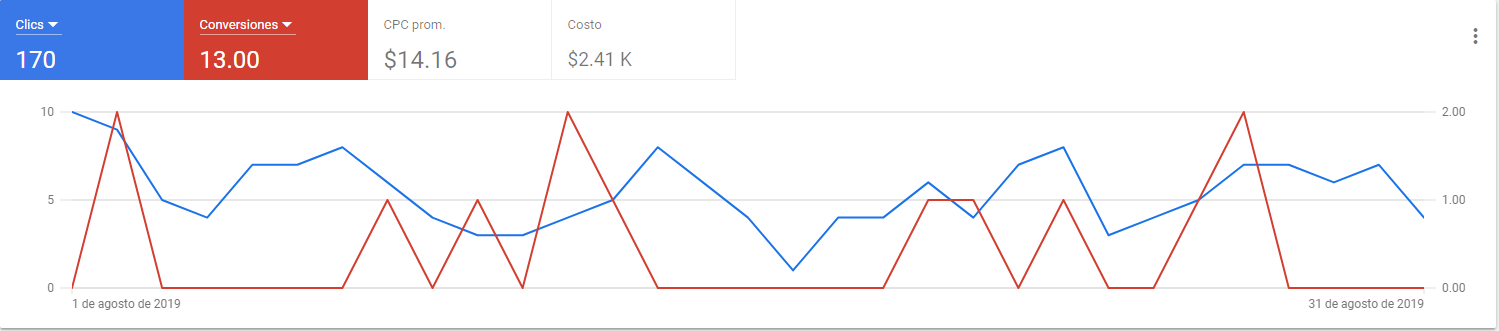 Clics
170
Conversiones
13.00
CPC prom.
$14.16
Costo
$2.41 K
10
5
0
2.00
1.00
0.00
1 de agosto de 2019
31 de agosto de 2019